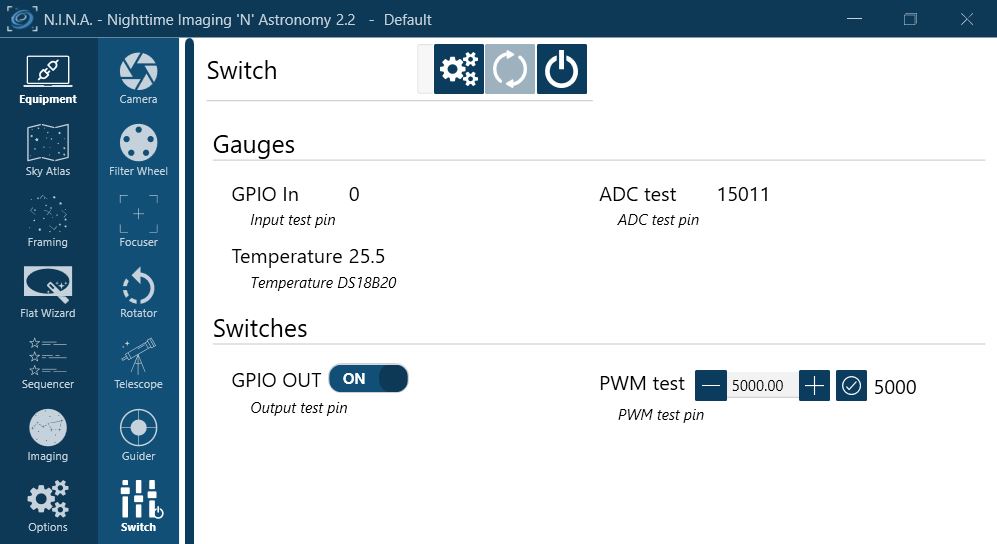 N.I.N.A. - Nighttime Imaging 'N' Astronomy 2.2 - Default
Equipment
Sky Atlas
Framing
Flat Wizard
Sequencer
Imaging
Options
Camera
Filter Wheel
Focuser
Rotator
Telescope
Guider
Switch
Switch
Gauges
GPIO In 0
Input test pin
ADC test 15011
ADC test pin
Temperature 25.5
Temperature DS18B20
Switches
GPIO OUT ON
Output test pin
PWM test 5000.00 5000
PWM test pin